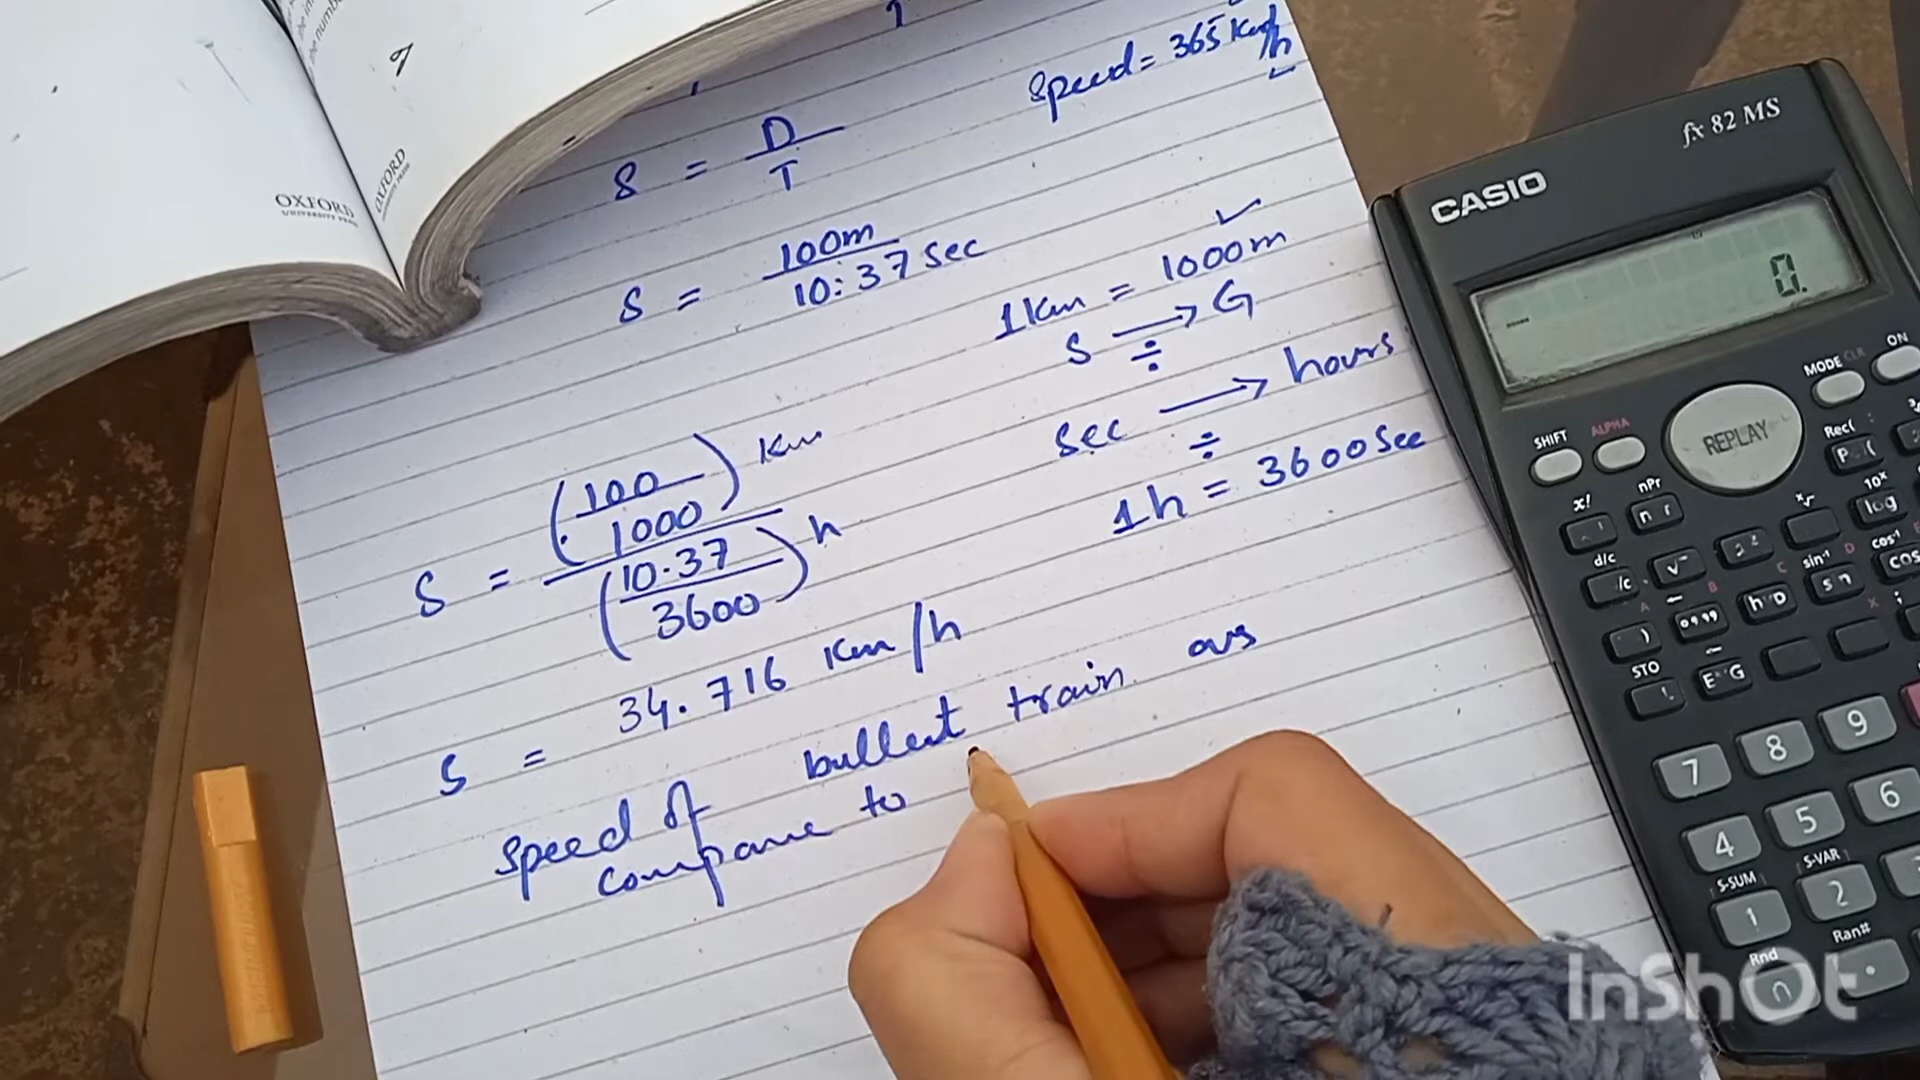 OXFORD
UNIVERSITY PRESS
OXFORD
Speed = 365 Km/h
S = D/T
S = 100m / 10:37 Sec
1Km = 1000m
S → G
÷
Sec → hours
÷
1h = 3600 Sec
S = (100/1000) Km / (10.37/3600) h
S = 34.716 Km/h
Speed of bullet train as
compare to
CASIO
fx 82 MS
0.
SHIFT
ALPHA
REPLAY
MODE CLR
ON
x!
nPr
Rec(
10ˣ
log
d/c
sin⁻¹
cos⁻¹
cos
STO
7 8 9
4 5 6
S-SUM
S-VAR
1 2
Rnd
Ran#
InShOt